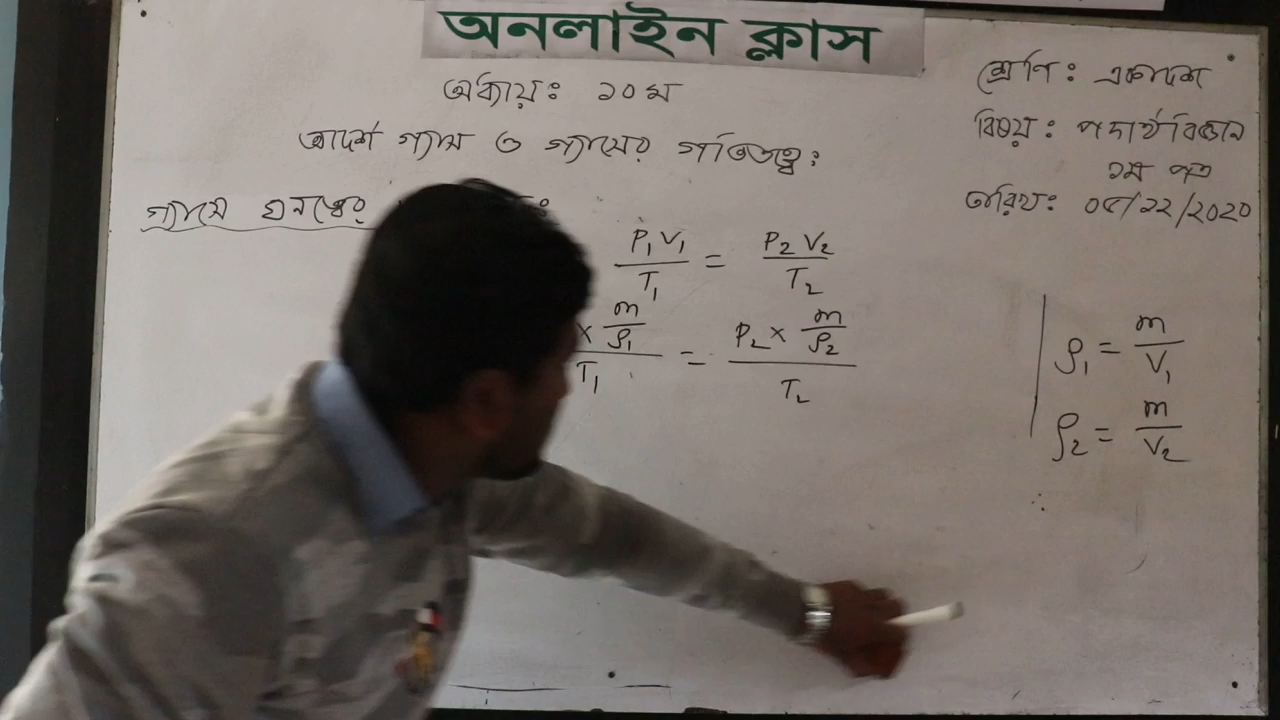 অনলাইন ক্লাস
অধ্যায়ঃ ১০ম
আদর্শ গ্যাস ও গ্যাসের গতিতত্ত্বঃ
শ্রেণিঃ একাদশ
বিষয়ঃ পদার্থবিজ্ঞান
১ম পত্র
তারিখঃ ০৫/১২/২০২০
গ্যাসে ঘনত্বের
P₁V₁/T₁ = P₂V₂/T₂
× m/ρ₁ / T₁ = P₂ × m/ρ₂ / T₂
ρ₁ = m/V₁
ρ₂ = m/V₂